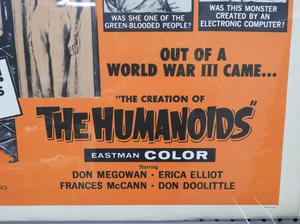 WAS SHE ONE OF THE
GREEN-BLOODED PEOPLE?
WAS THIS MONSTER
CREATED BY AN
ELECTRONIC COMPUTER?
OUT OF A
WORLD WAR III CAME...
"THE CREATION OF
THE HUMANOIDS"
EASTMAN COLOR
Starring
DON MEGOWAN · ERICA ELLIOT
FRANCES McCANN · DON DOOLITTLE